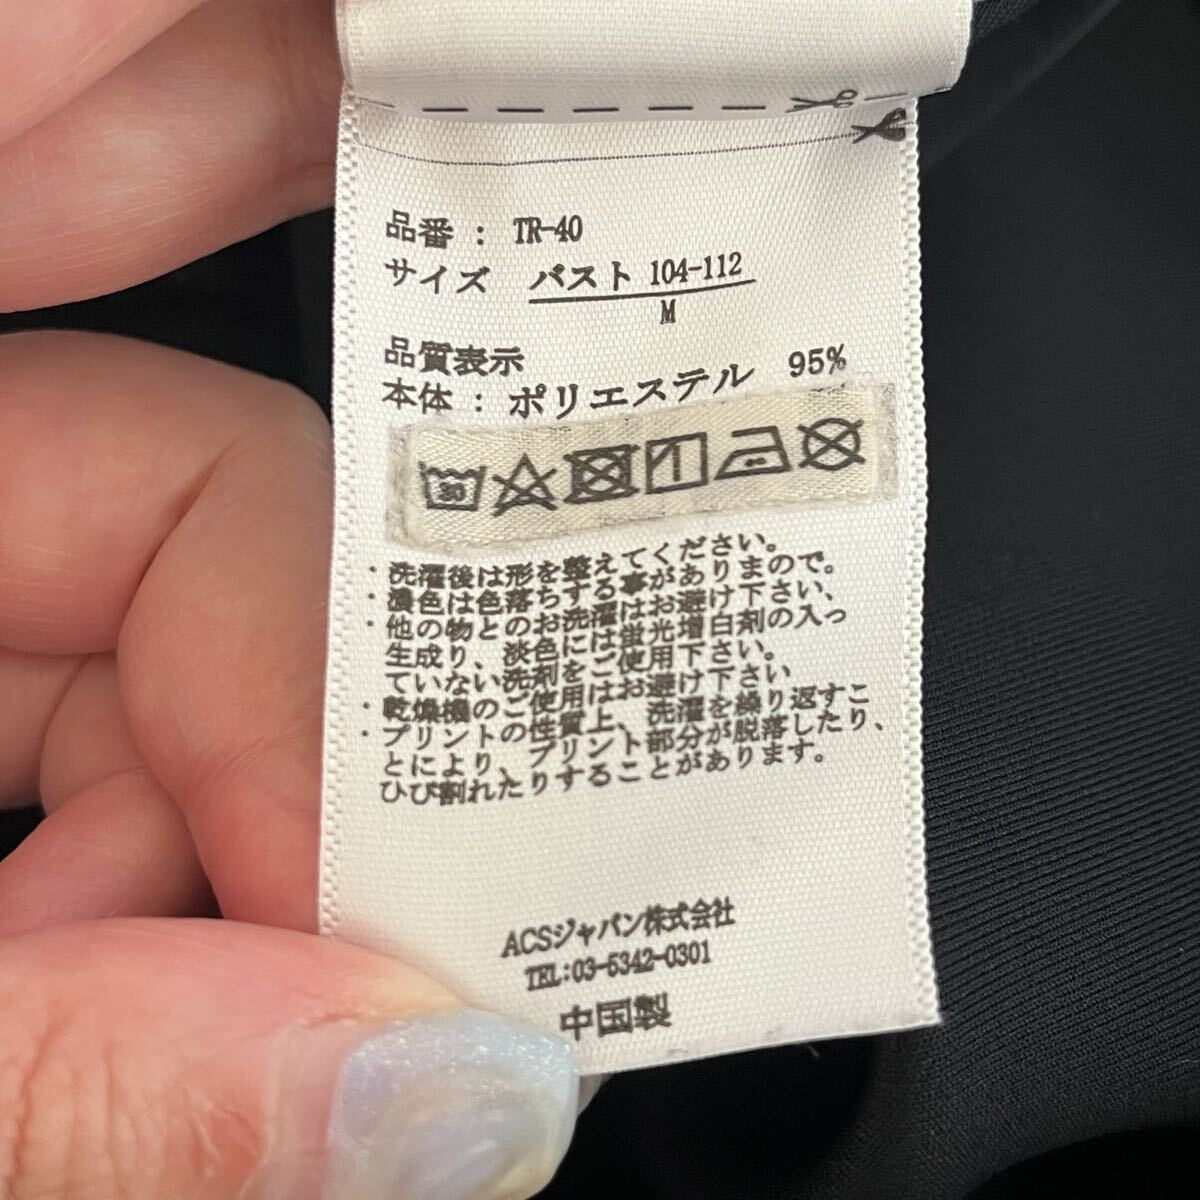 品番 : TR-40
サイズ パスト 104-112
M
品質表示
本体 : ポリエステル 95%
30
・洗濯後は形を整えてください。
・濃色は色落ちする事がありまので。
・他の物とのお洗濯はお避け下さい、
生成り、淡色には蛍光増白剤の入っ
ていない洗剤をご使用下さい。
・乾燥機のご使用はお避け下さい
・プリントの性質上、洗濯を繰り返すこ
とにより、プリント部分が脱落したり、
ひび割れたりすることがあります。
ACSジャパン株式会社
TEL:03-5342-0301
中国製